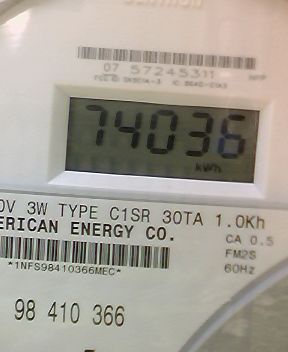 07 57245311
74036
kWh
0V 3W TYPE C1SR 30TA 1.0Kh
ERICAN ENERGY CO.
CA 0.5
*1NFS98410366MEC*
FM2S
60HZ
98 410 366